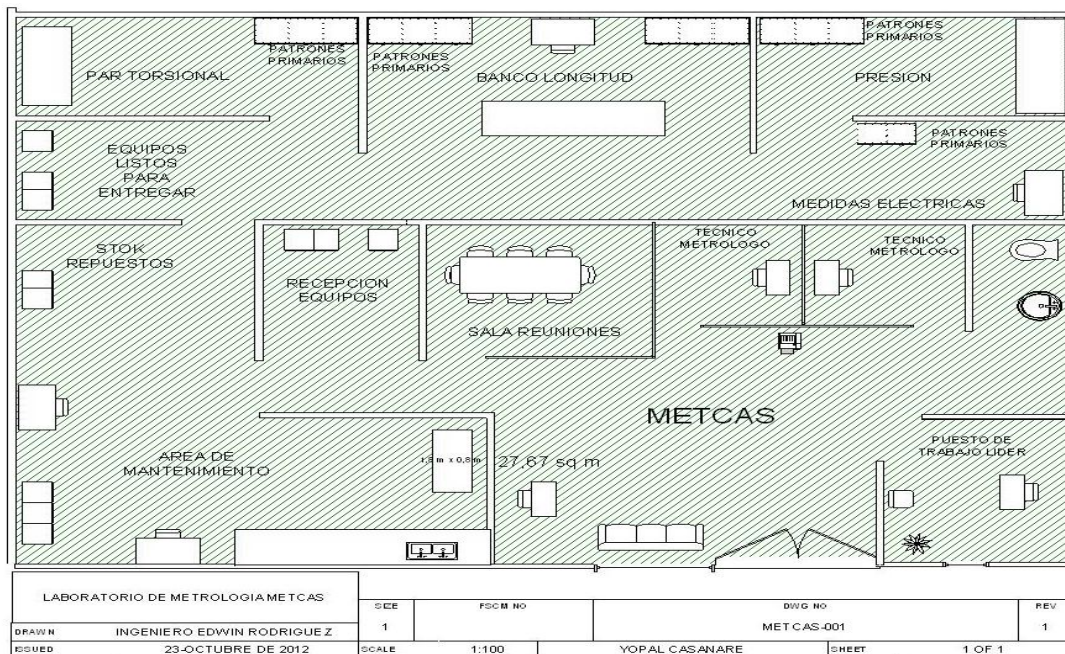 PATRONES
PRIMARIOS
PAR TORSIONAL
PATRONES
PRIMARIOS
BANCO LONGITUD
PATRONES
PRIMARIOS
PRESION
EQUIPOS
LISTOS
PARA
ENTREGAR
PATRONES
PRIMARIOS
MEDIDAS ELECTRICAS
STOK
REPUESTOS
RECEPCION
EQUIPOS
SALA REUNIONES
TECNICO
METROLOGO
TECNICO
METROLOGO
METCAS
AREA DE
MANTENIMIENTO
1,8 m x 0,8 m
27,67 sq m
PUESTO DE
TRABAJO LIDER
LABORATORIO DE METROLOGIA METCAS
DRAWN INGENIERO EDWIN RODRIGUEZ
ISSUED 23-OCTUBRE DE 2012
SIZE
1
FSCM NO
DWG NO
METCAS-001
REV
1
SCALE 1:100 YOPAL CASANARE SHEET 1 OF 1